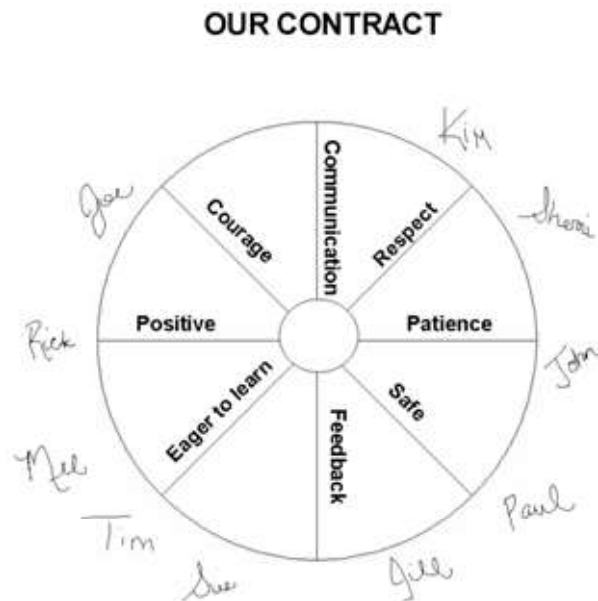 OUR CONTRACT
Kim
Communication
Joe
Courage
Respect
Sherri
Positive
Patience
Rick
John
Eager to learn
Safe
Feedback
Paul
Tim
Sue
Jill